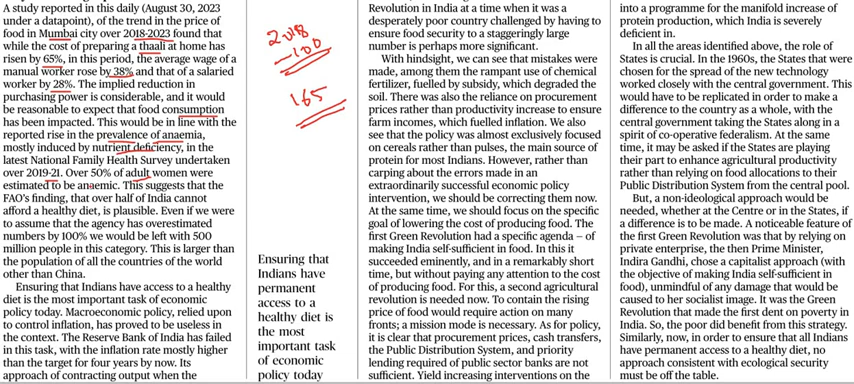 A study reported in this daily (August 30, 2023
under a datapoint), of the trend in the price of
food in Mumbai city over 2018-2023 found that
while the cost of preparing a thaali at home has
risen by 65%, in this period, the average wage of a
manual worker rose by 38% and that of a salaried
worker by 28%. The implied reduction in
purchasing power is considerable, and it would
be reasonable to expect that food consumption
has been impacted. This would be in line with the
reported rise in the prevalence of anaemia,
mostly induced by nutrient deficiency, in the
latest National Family Health Survey undertaken
over 2019-21. Over 50% of adult women were
estimated to be anaemic. This suggests that the
FAO's finding, that over half of India cannot
afford a healthy diet, is plausible. Even if we were
to assume that the agency has overestimated
numbers by 100% we would be left with 500
million people in this category. This is larger than
the population of all the countries of the world
other than China.
Ensuring that Indians have access to a healthy
diet is the most important task of economic
policy today. Macroeconomic policy, relied upon
to control inflation, has proved to be useless in
the context. The Reserve Bank of India has failed
in this task, with the inflation rate mostly higher
than the target for four years by now. Its
approach of contracting output when the
2018
-100
165
Ensuring that
Indians have
permanent
access to a
healthy diet is
the most
important task
of economic
policy today
Revolution in India at a time when it was a
desperately poor country challenged by having to
ensure food security to a staggeringly large
number is perhaps more significant.
With hindsight, we can see that mistakes were
made, among them the rampant use of chemical
fertilizer, fuelled by subsidy, which degraded the
soil. There was also the reliance on procurement
prices rather than productivity increase to ensure
farm incomes, which fuelled inflation. We also
see that the policy was almost exclusively focused
on cereals rather than pulses, the main source of
protein for most Indians. However, rather than
carping about the errors made in an
extraordinarily successful economic policy
intervention, we should be correcting them now.
At the same time, we should focus on the specific
goal of lowering the cost of producing food. The
first Green Revolution had a specific agenda – of
making India self-sufficient in food. In this it
succeeded eminently, and in a remarkably short
time, but without paying any attention to the cost
of producing food. For this, a second agricultural
revolution is needed now. To contain the rising
price of food would require action on many
fronts; a mission mode is necessary. As for policy,
it is clear that procurement prices, cash transfers,
the Public Distribution System, and priority
lending required of public sector banks are not
sufficient. Yield increasing interventions on the
into a programme for the manifold increase of
protein production, which India is severely
deficient in.
In all the areas identified above, the role of
States is crucial. In the 1960s, the States that were
chosen for the spread of the new technology
worked closely with the central government. This
would have to be replicated in order to make a
difference to the country as a whole, with the
central government taking the States along in a
spirit of co-operative federalism. At the same
time, it may be asked if the States are playing
their part to enhance agricultural productivity
rather than relying on food allocations to their
Public Distribution System from the central pool.
But, a non-ideological approach would be
needed, whether at the Centre or in the States, if
a difference is to be made. A noticeable feature of
the first Green Revolution was that by relying on
private enterprise, the then Prime Minister,
Indira Gandhi, chose a capitalist approach (with
the objective of making India self-sufficient in
food), unmindful of any damage that would be
caused to her socialist image. It was the Green
Revolution that made the first dent on poverty in
India. So, the poor did benefit from this strategy.
Similarly, now, in order to ensure that all Indians
have permanent access to a healthy diet, no
approach consistent with ecological security
must be off the table.